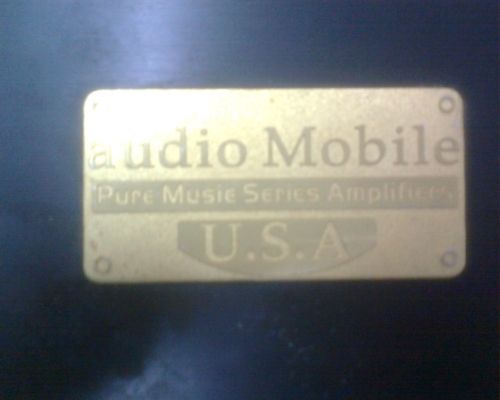 audio Mobile
Pure Music Series Amplifiers
U.S.A